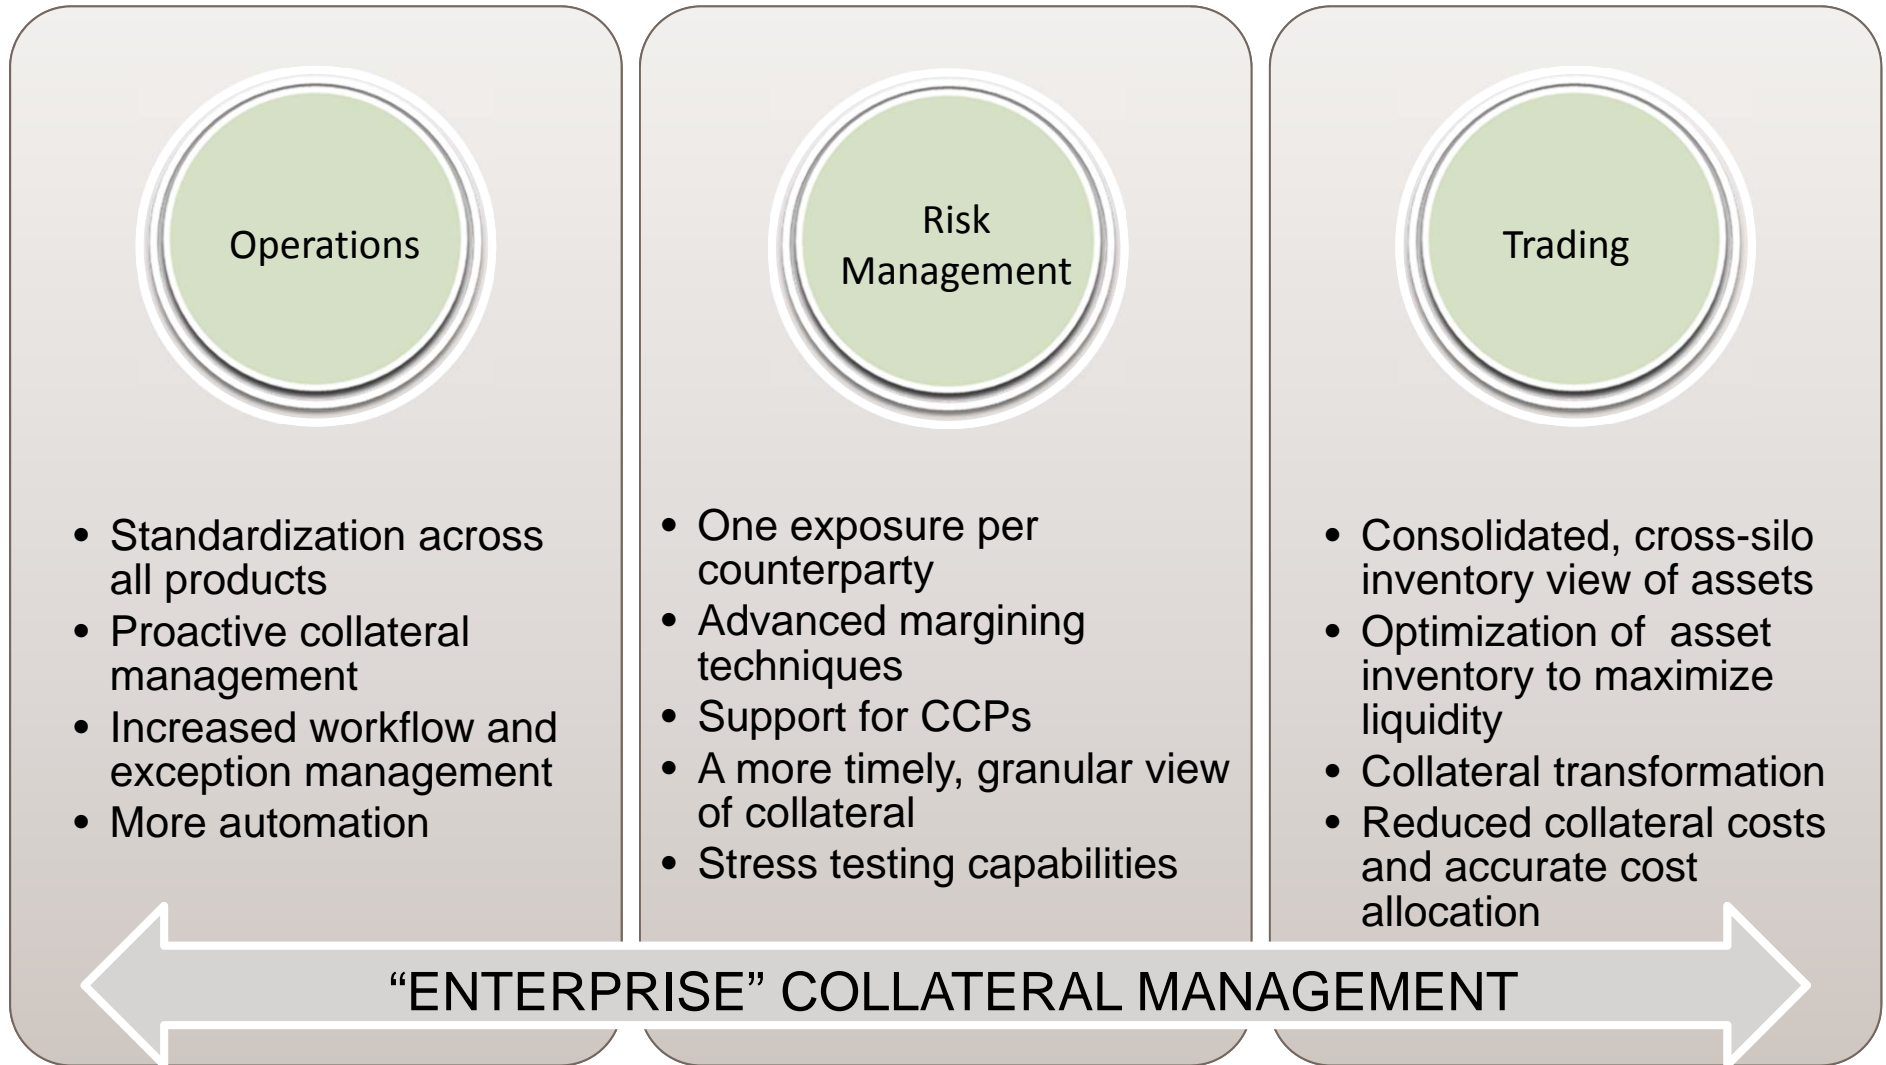 Operations
• Standardization across
all products
• Proactive collateral
management
• Increased workflow and
exception management
• More automation
Risk
Management
• One exposure per
counterparty
• Advanced margining
techniques
• Support for CCPs
• A more timely, granular view
of collateral
• Stress testing capabilities
Trading
• Consolidated, cross-silo
inventory view of assets
• Optimization of  asset
inventory to maximize
liquidity
• Collateral transformation
• Reduced collateral costs
and accurate cost
allocation
“ENTERPRISE” COLLATERAL MANAGEMENT